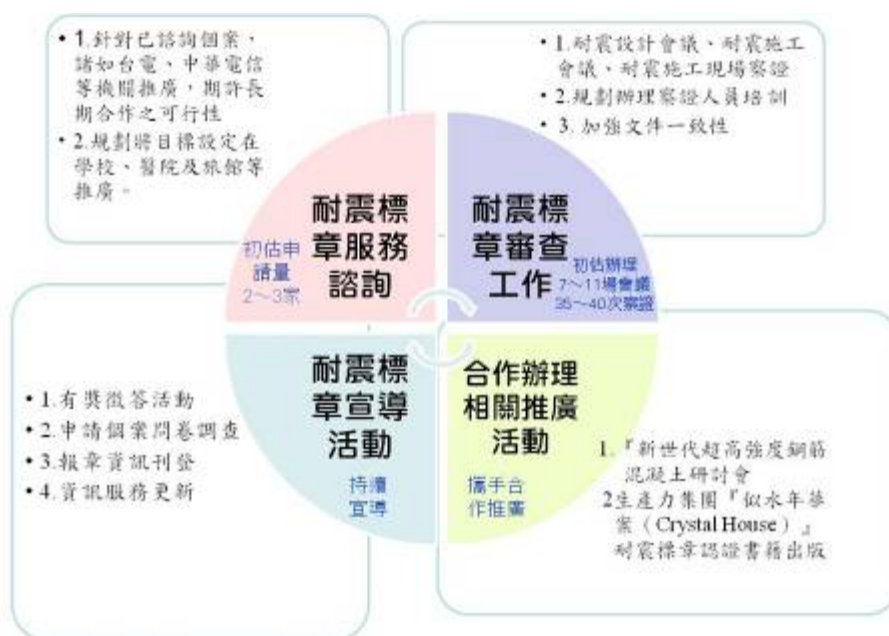 • 1.針對已諮詢個案，
諸如台電、中華電信
等機關推廣，期許長
期合作之可行性
• 2.規劃將目標設定在
學校、醫院及旅館等
推廣。
• 1.耐震設計會議、耐震施工
會議、耐震施工現場察證
• 2.規劃辦理察證人員培訓
• 3. 加強文件一致性
耐震標
章服務
諮詢
初估申
請量
2～3家
耐震標
章審查
工作
初估辦理
7～11場會議
35～40次察證
耐震標
章宣導
活動
持續
宣導
合作辦理
相關推廣
活動
攜手合
作推廣
• 1.有獎徵答活動
• 2.申請個案問卷調查
• 3.報章資訊刊登
• 4.資訊服務更新
1.『新世代超高強度鋼筋
混凝土研討會
2生產力集團『似水年華
案（Crystal House）』
耐震標章認證書籍出版